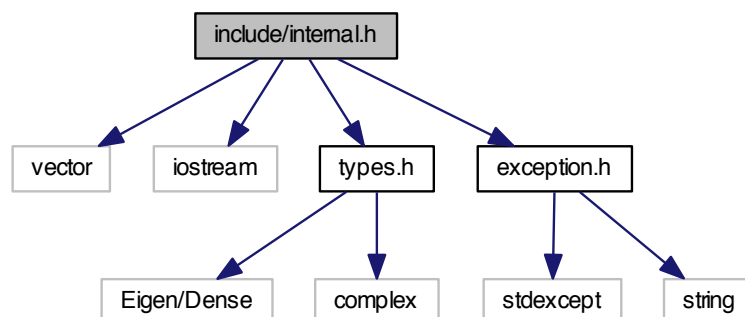 include/internal.h
vector
iostream
types.h
exception.h
Eigen/Dense
complex
stdexcept
string